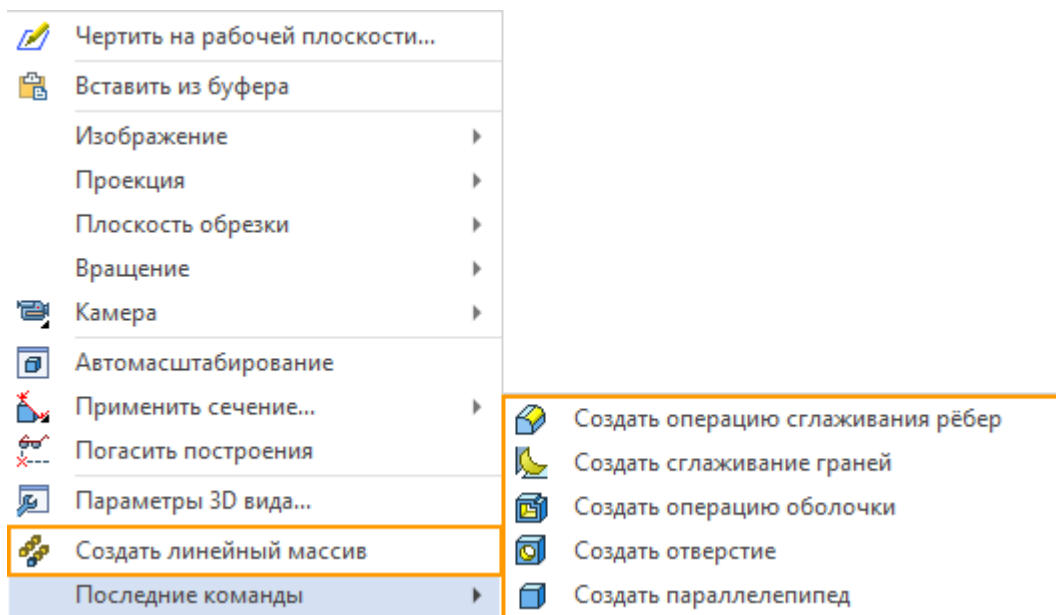 Чертить на рабочей плоскости...
Вставить из буфера
Изображение
Проекция
Плоскость обрезки
Вращение
Камера
Автомасштабирование
Применить сечение...
Погасить построения
Параметры 3D вида...
Создать линейный массив
Последние команды
Создать операцию сглаживания рёбер
Создать сглаживание граней
Создать операцию оболочки
Создать отверстие
Создать параллелепипед